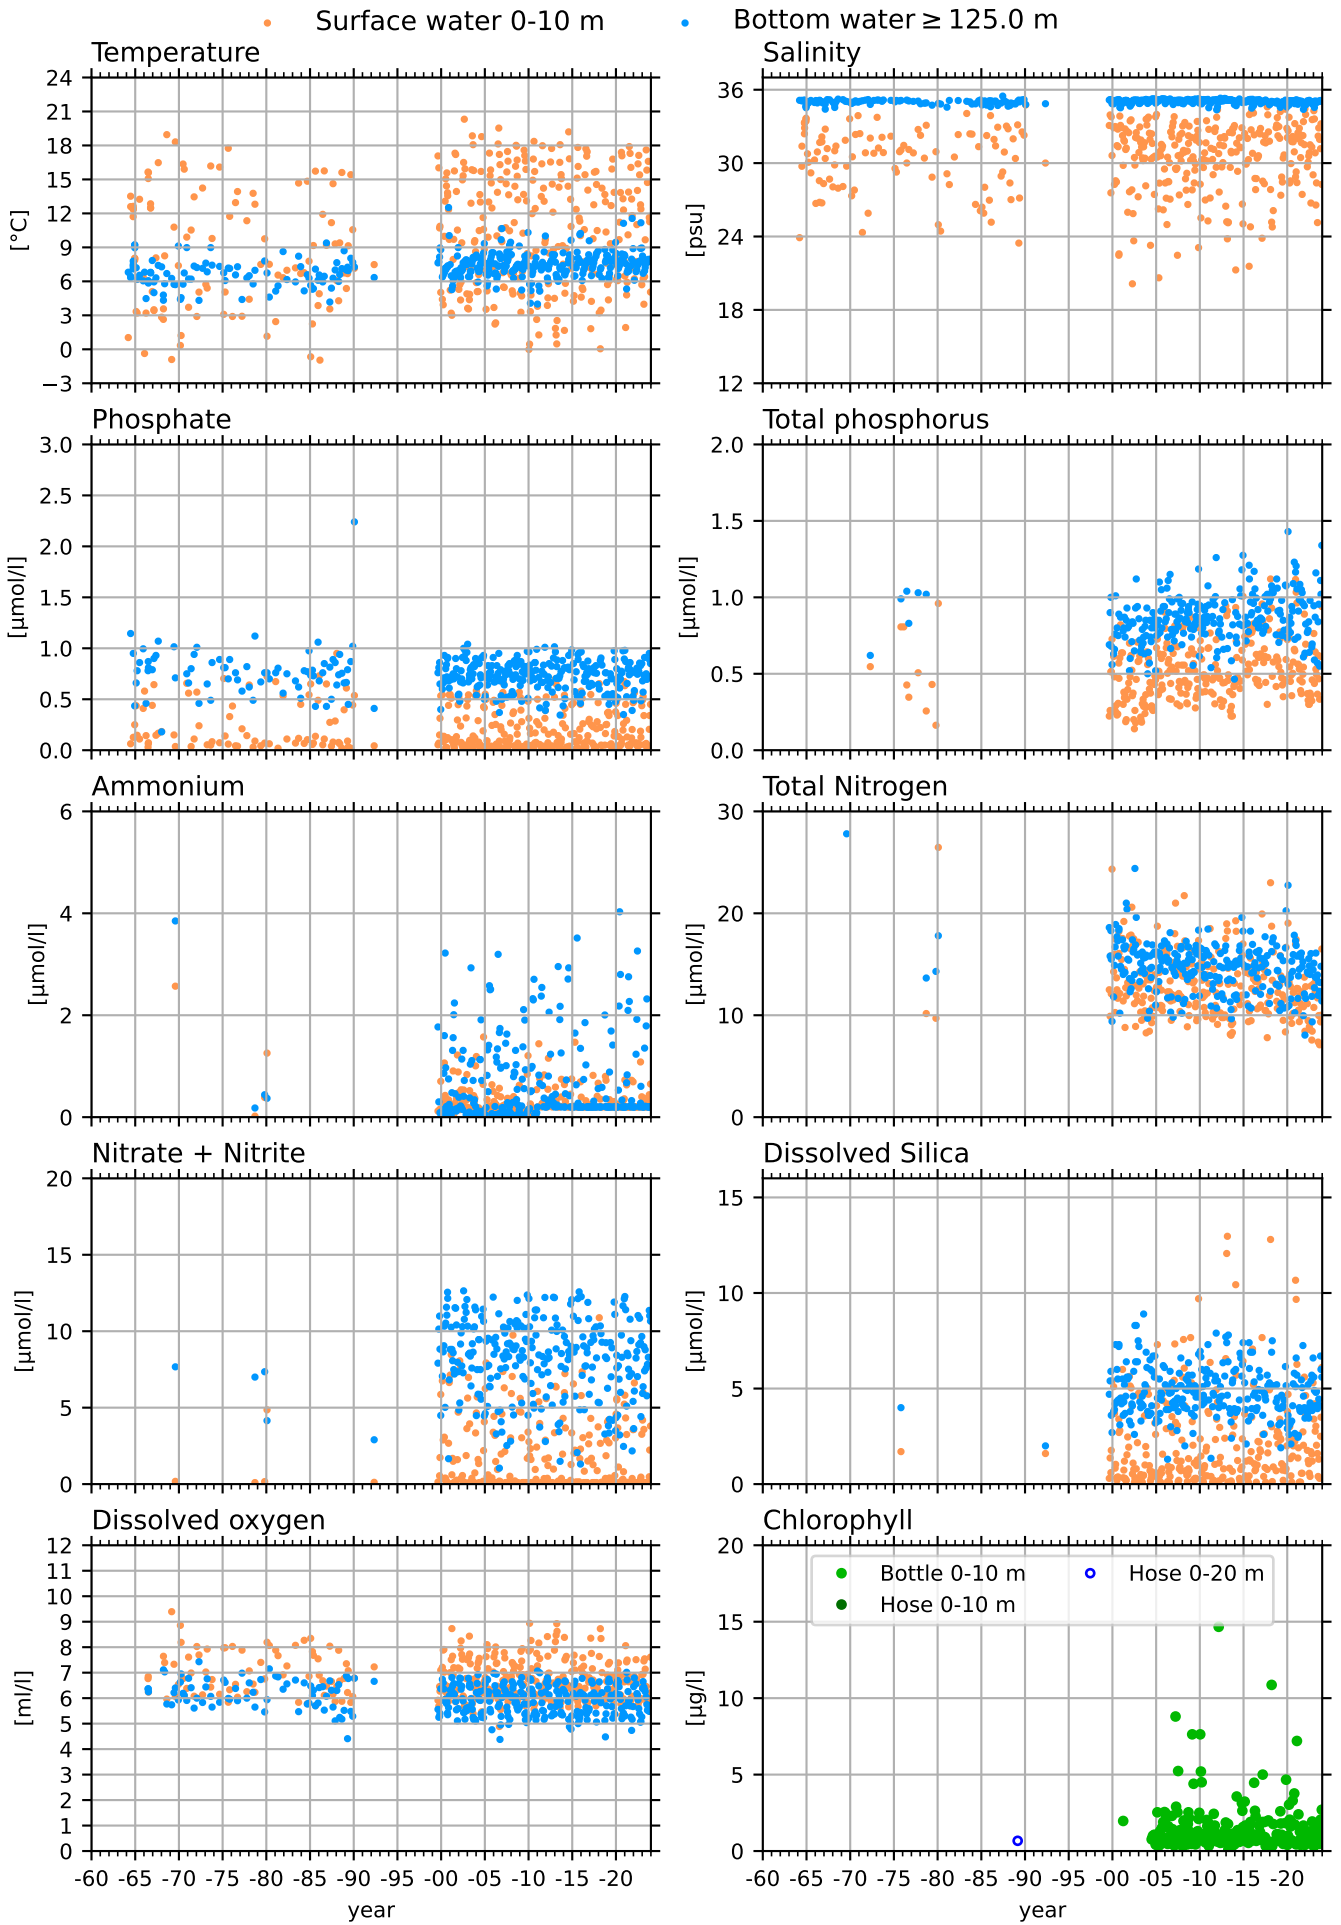 Surface water 0-10 m
Bottom water ≥ 125.0 m
Temperature
Salinity
24
21
18
15
12
9
6
3
0
−3
[°C]
36
30
24
18
12
[psu]
Phosphate
Total phosphorus
3.0
2.5
2.0
1.5
1.0
0.5
0.0
[µmol/l]
2.0
1.5
1.0
0.5
0.0
[µmol/l]
Ammonium
Total Nitrogen
6
4
2
0
[µmol/l]
30
20
10
0
Nitrate + Nitrite
Dissolved Silica
20
15
10
5
0
[µmol/l]
15
10
5
0
[µmol/l]
Dissolved oxygen
Chlorophyll
12
11
10
9
8
7
6
5
4
3
2
1
0
[ml/l]
20
15
10
5
0
[µg/l]
Bottle 0-10 m
Hose 0-20 m
Hose 0-10 m
-60 -65 -70 -75 -80 -85 -90 -95 -00 -05 -10 -15 -20
-60 -65 -70 -75 -80 -85 -90 -95 -00 -05 -10 -15 -20
year
year